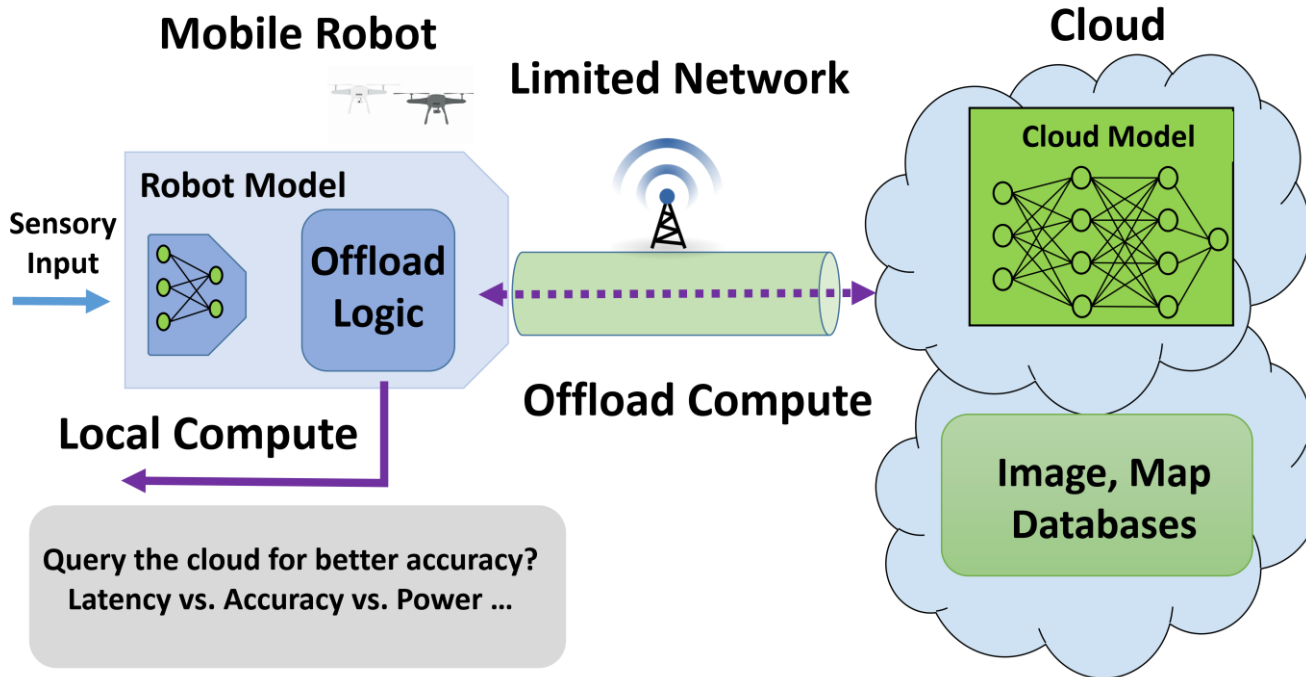 Mobile Robot
Limited Network
Cloud
Cloud Model
Robot Model
Sensory
Input
Offload
Logic
Offload Compute
Local Compute
Image, Map
Databases
Query the cloud for better accuracy?
Latency vs. Accuracy vs. Power ...